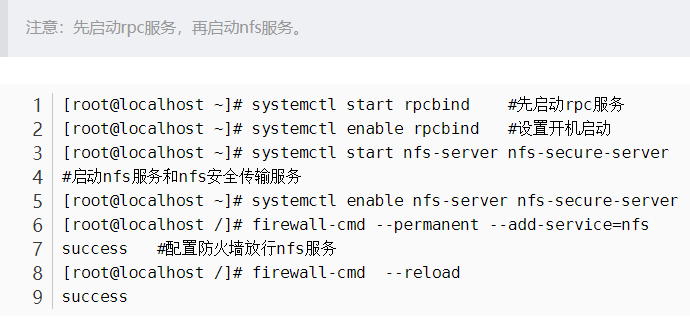 注意：先启动rpc服务，再启动nfs服务。
1 [root@localhost ~]# systemctl start rpcbind    #先启动rpc服务
2 [root@localhost ~]# systemctl enable rpcbind   #设置开机启动
3 [root@localhost ~]# systemctl start nfs-server nfs-secure-server
4 #启动nfs服务和nfs安全传输服务
5 [root@localhost ~]# systemctl enable nfs-server nfs-secure-server
6 [root@localhost /]# firewall-cmd --permanent --add-service=nfs
7 success   #配置防火墙放行nfs服务
8 [root@localhost /]# firewall-cmd  --reload
9 success